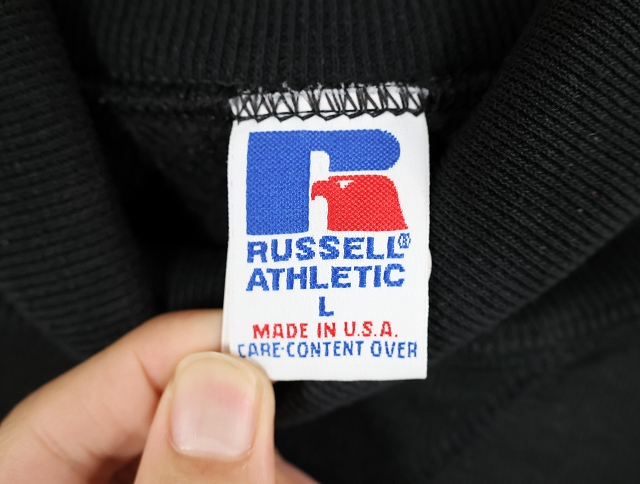 RUSSELL®
ATHLETIC
L
MADE IN U.S.A.
CARE-CONTENT OVER